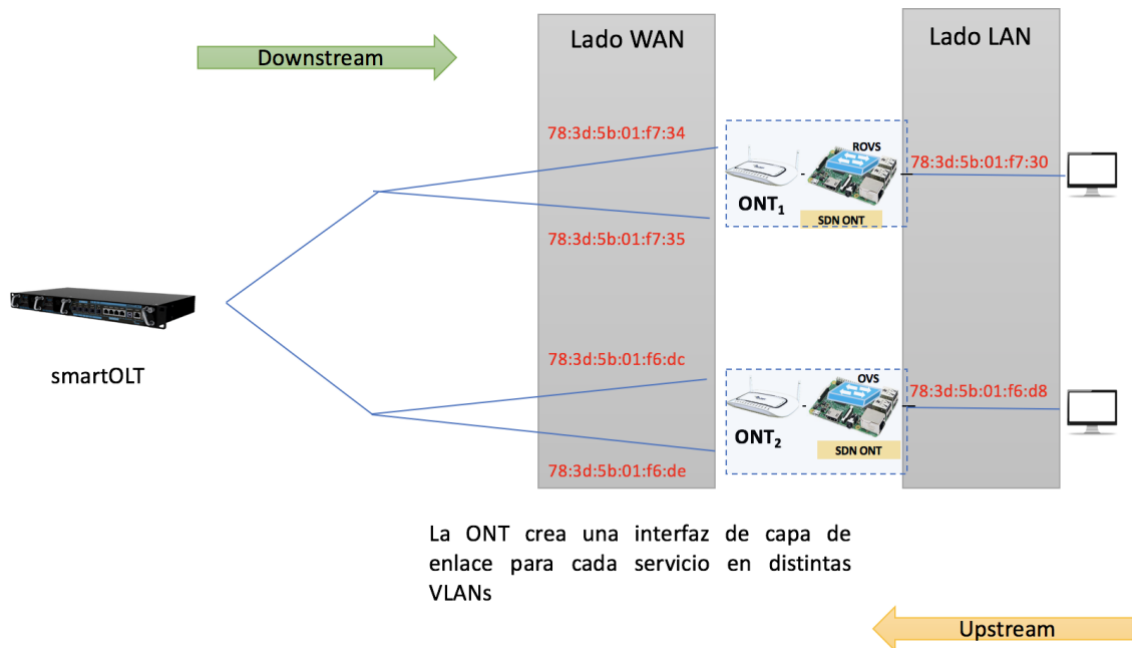 Downstream
Lado WAN
Lado LAN
78:3d:5b:01:f7:34
ROVS
78:3d:5b:01:f7:30
ONT1
SDN ONT
78:3d:5b:01:f7:35
smartOLT
78:3d:5b:01:f6:dc
OVS
78:3d:5b:01:f6:d8
ONT2
SDN ONT
78:3d:5b:01:f6:de
La ONT crea una interfaz de capa de
enlace para cada servicio en distintas
VLANs
Upstream